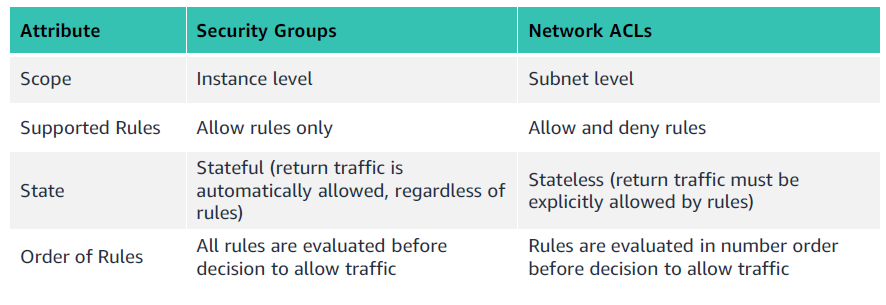 Attribute
Security Groups
Network ACLs
Scope
Instance level
Subnet level
Supported Rules
Allow rules only
Allow and deny rules
State
Stateful (return traffic is
automatically allowed, regardless of
rules)
Stateless (return traffic must be
explicitly allowed by rules)
Order of Rules
All rules are evaluated before
decision to allow traffic
Rules are evaluated in number order
before decision to allow traffic